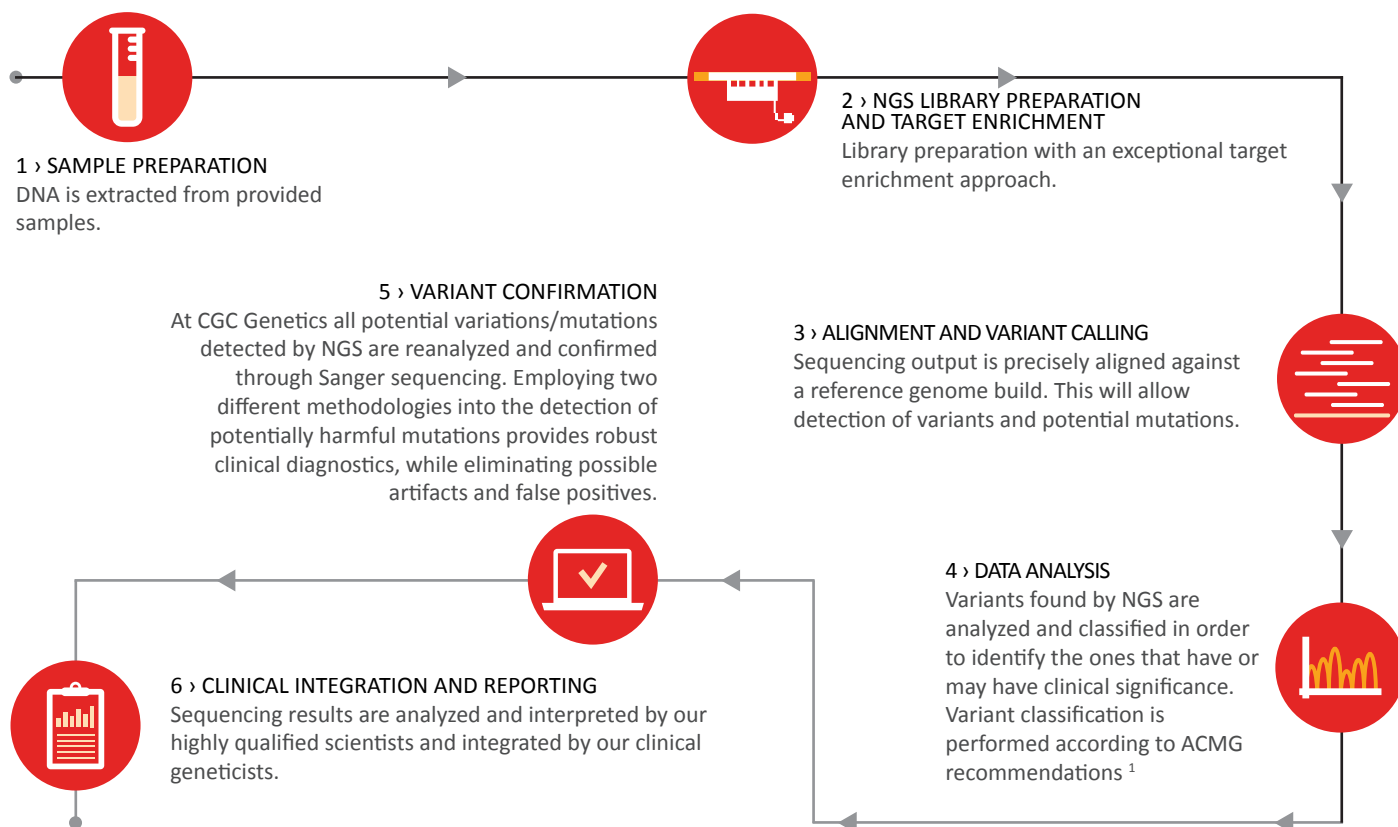 1 › SAMPLE PREPARATION
DNA is extracted from provided
samples.
2 › NGS LIBRARY PREPARATION
AND TARGET ENRICHMENT
Library preparation with an exceptional target
enrichment approach.
3 › ALIGNMENT AND VARIANT CALLING
Sequencing output is precisely aligned against
a reference genome build. This will allow
detection of variants and potential mutations.
4 › DATA ANALYSIS
Variants found by NGS are
analyzed and classified in order
to identify the ones that have or
may have clinical significance.
Variant classification is
performed according to ACMG
recommendations ¹
5 › VARIANT CONFIRMATION
At CGC Genetics all potential variations/mutations
detected by NGS are reanalyzed and confirmed
through Sanger sequencing. Employing two
different methodologies into the detection of
potentially harmful mutations provides robust
clinical diagnostics, while eliminating possible
artifacts and false positives.
6 › CLINICAL INTEGRATION AND REPORTING
Sequencing results are analyzed and interpreted by our
highly qualified scientists and integrated by our clinical
geneticists.